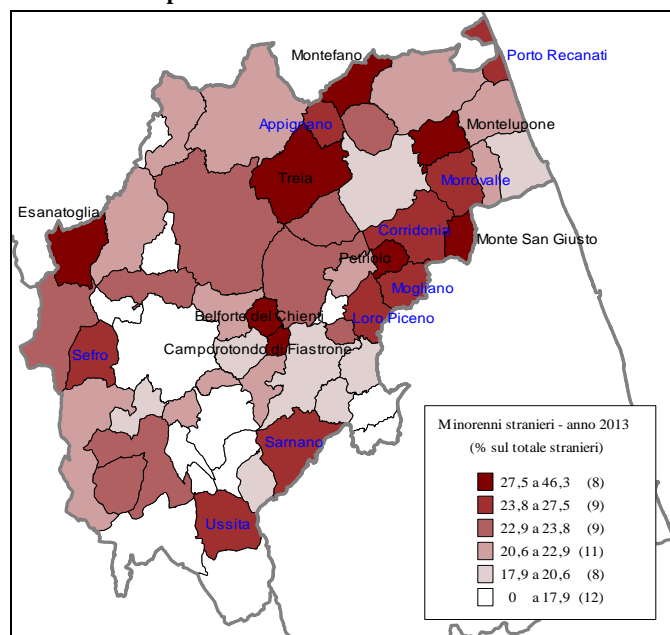 Montefano
Porto Recanati
Appignano
Montelupone
Treia
Morrovalle
Esanatoglia
Corridonia
Monte San Giusto
Petriolo
Mogliano
Belforte del Chienti
Loro Piceno
Camporotondo di Fiastrone
Sefro
Sarnano
Ussita
Minorenni stranieri - anno 2013
(% sul totale stranieri)
27,5 a 46,3 (8)
23,8 a 27,5 (9)
22,9 a 23,8 (9)
20,6 a 22,9 (11)
17,9 a 20,6 (8)
0 a 17,9 (12)